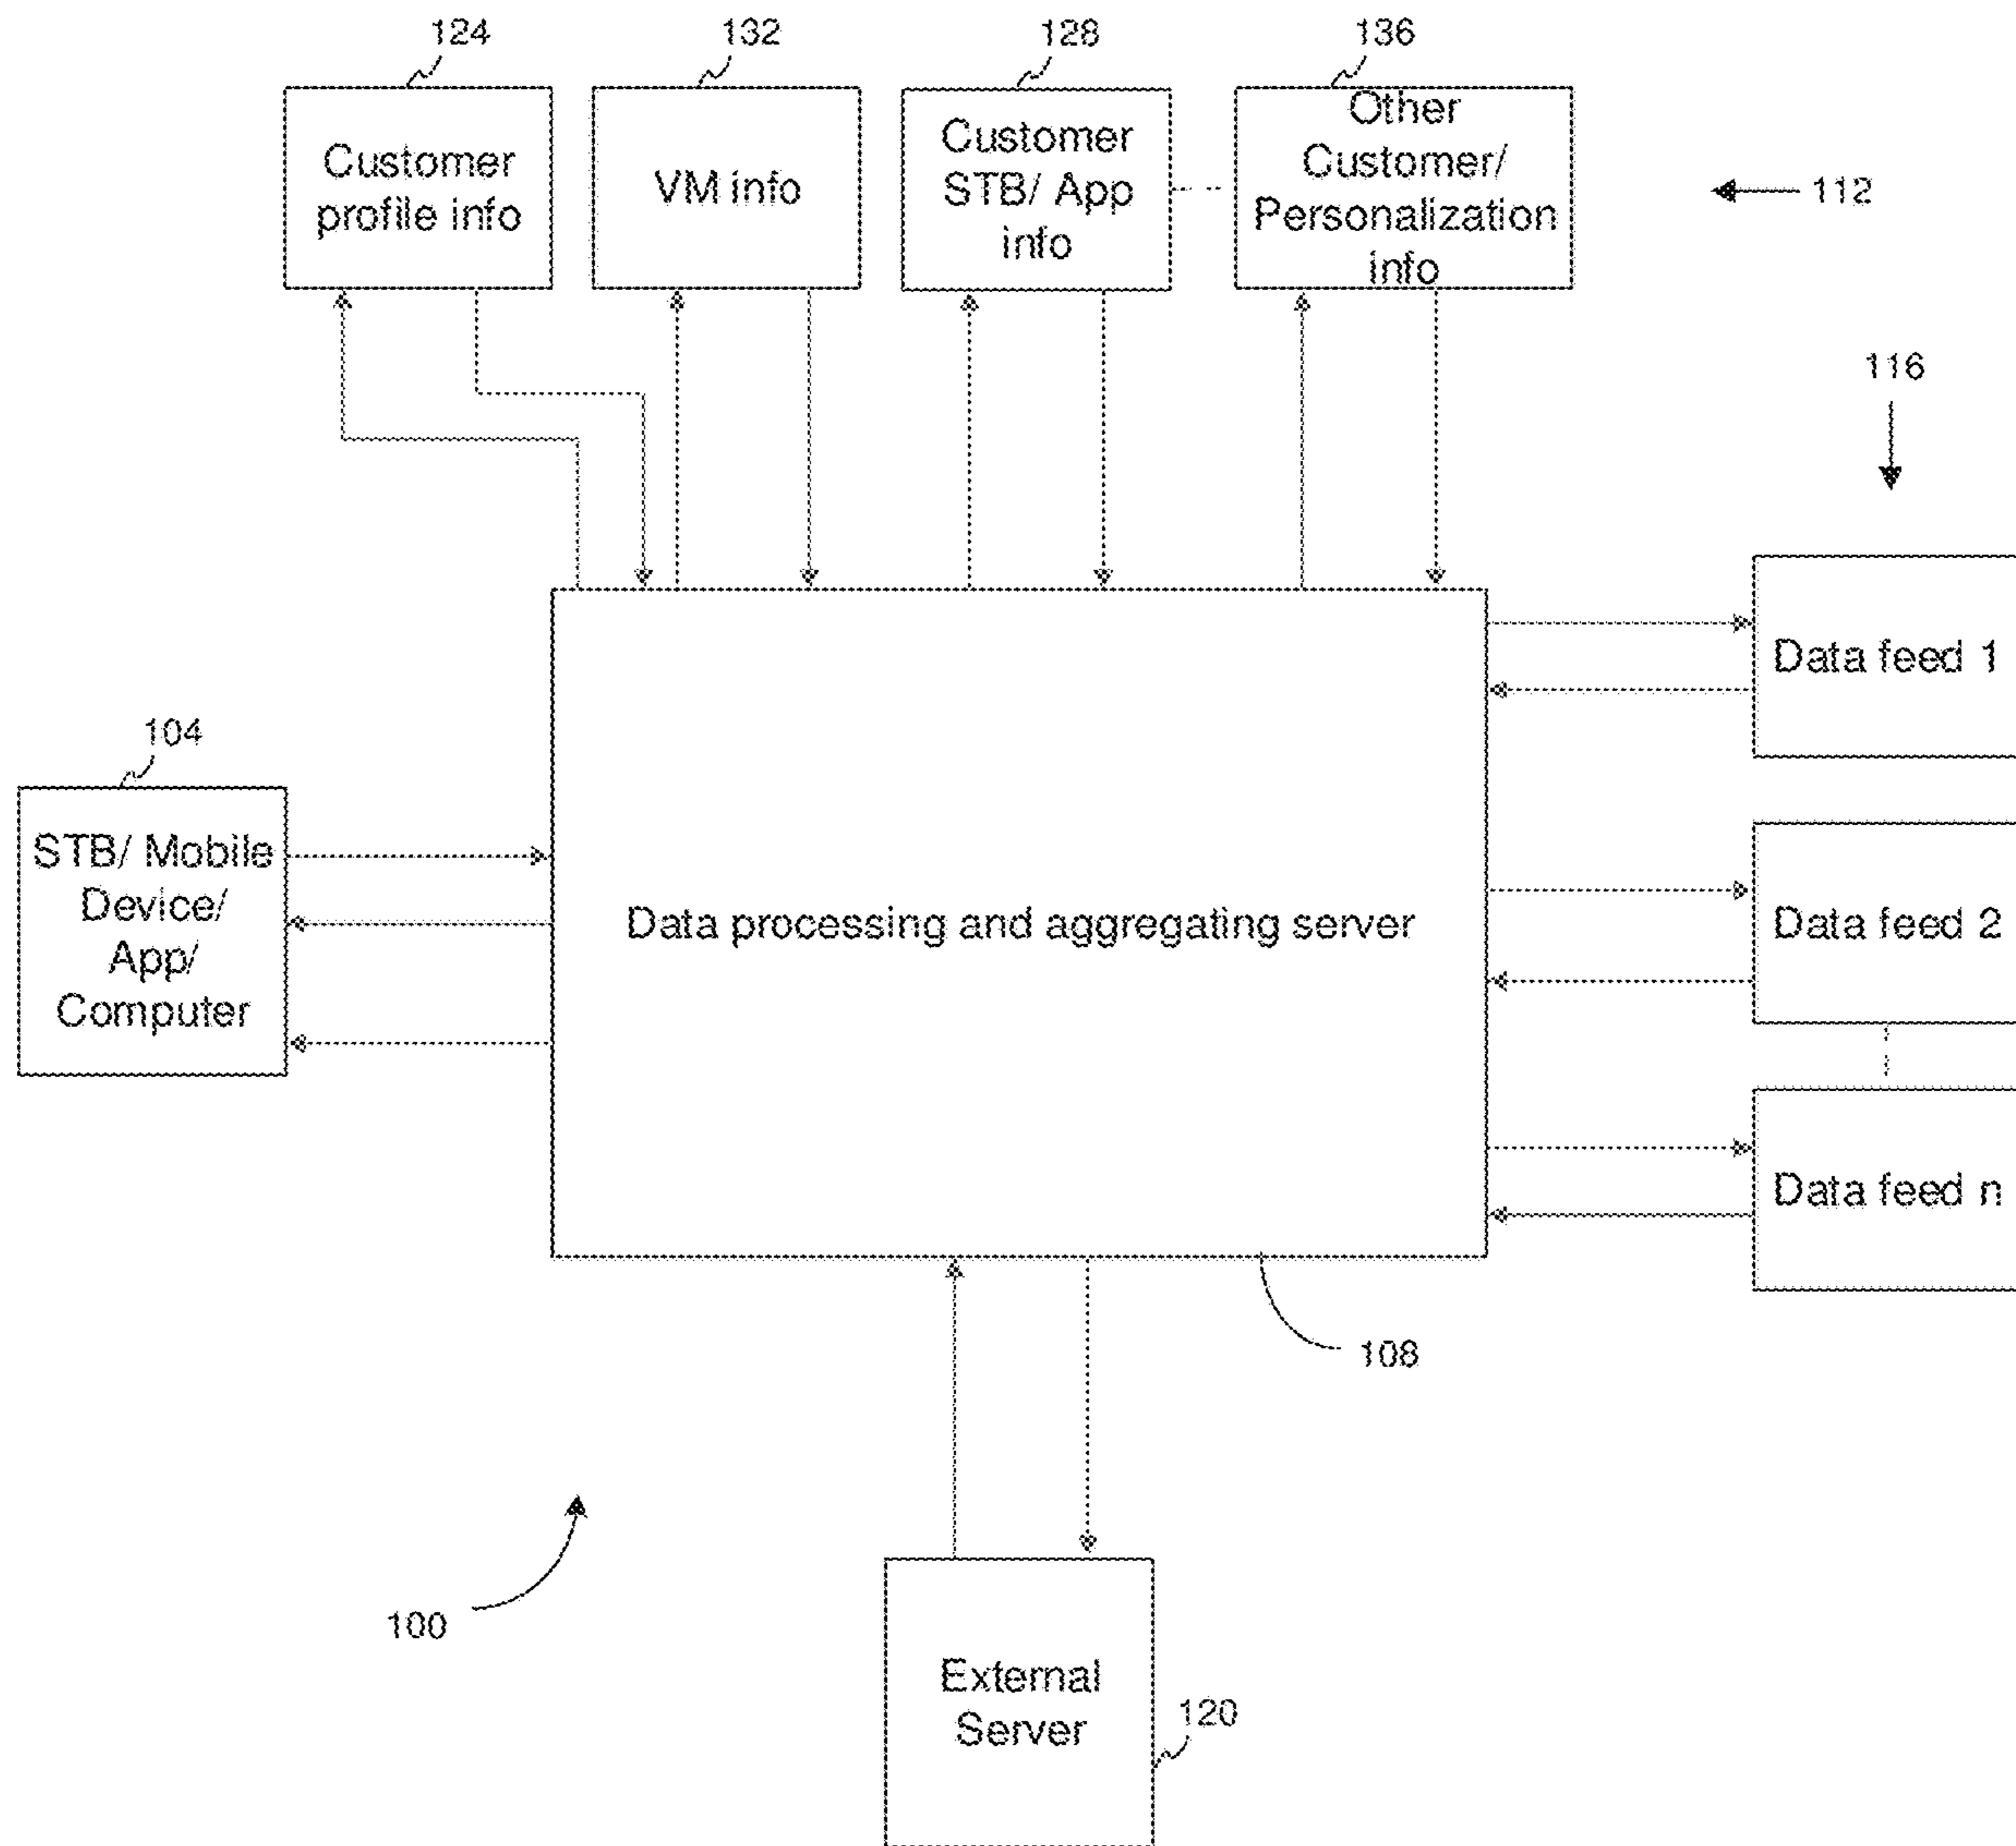 124
132
128
136
Customer
profile info
VM info
Customer
STB/ App
info
Other
Customer/
Personalization
info
112
116
Data feed 1
104
STB/ Mobile
Device/
App/
Computer
Data processing and aggregating server
Data feed 2
Data feed n
108
100
External
Server
120